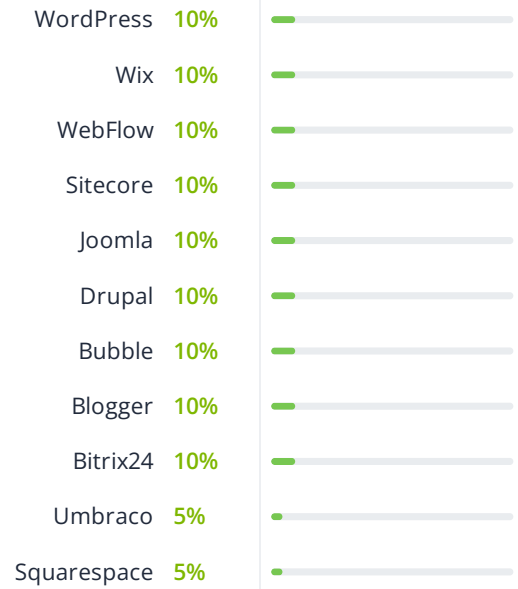 WordPress 10%
Wix 10%
WebFlow 10%
Sitecore 10%
Joomla 10%
Drupal 10%
Bubble 10%
Blogger 10%
Bitrix24 10%
Umbraco 5%
Squarespace 5%